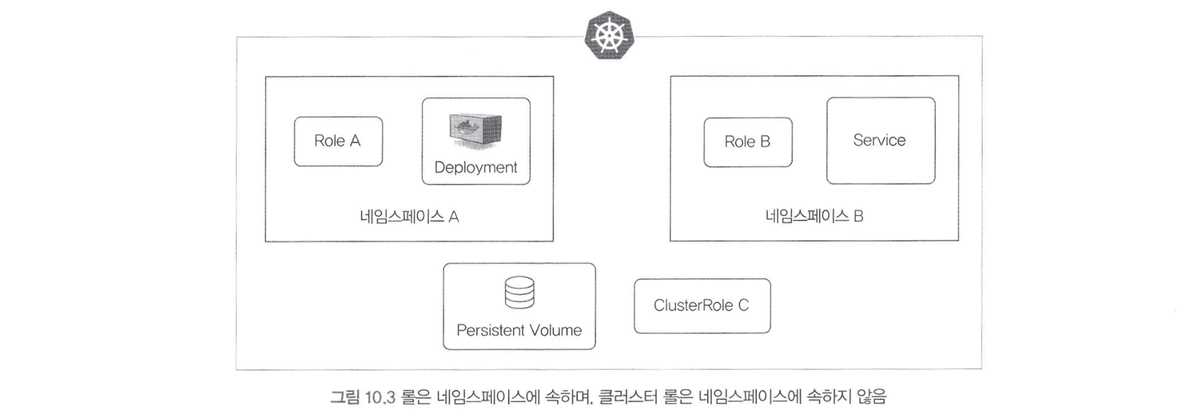 Role A
Deployment
네임스페이스 A
Role B
Service
네임스페이스 B
Persistent Volume
ClusterRole C
그림 10.3 롤은 네임스페이스에 속하며, 클러스터 롤은 네임스페이스에 속하지 않음